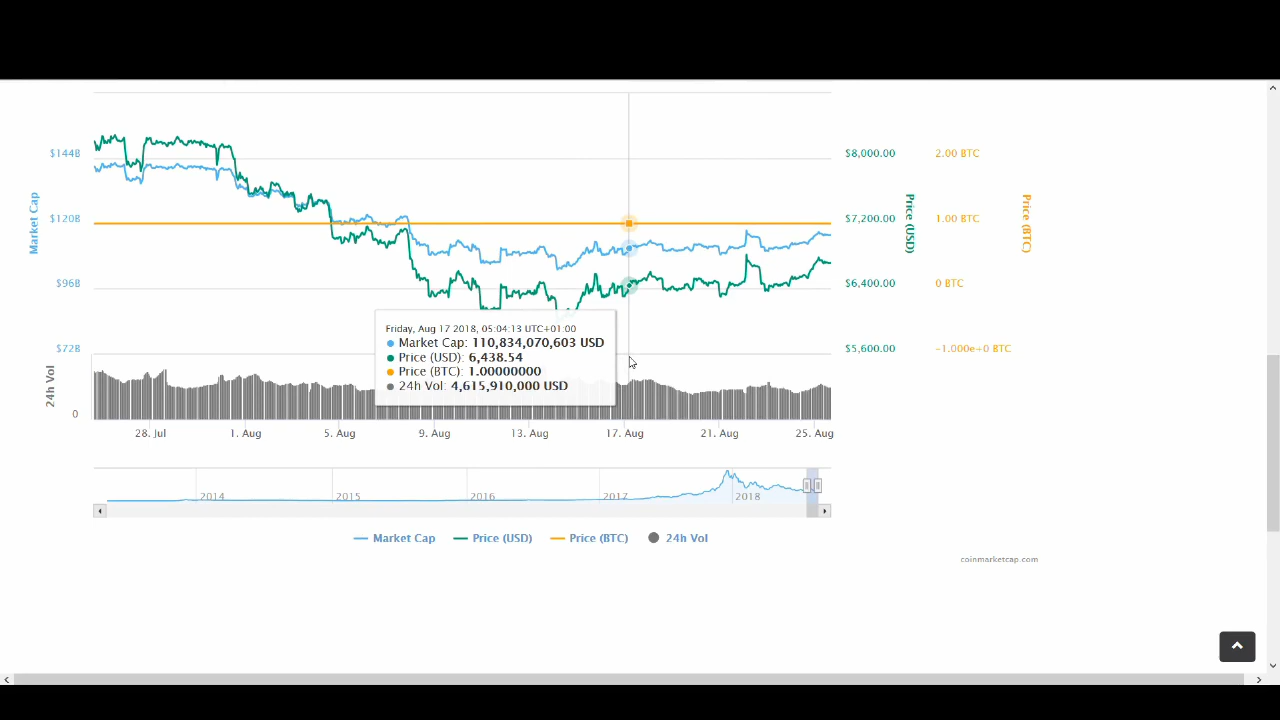 $144B
$120B
$96B
$72B
0
Market Cap
24h Vol
$8,000.00
$7,200.00
$6,400.00
$5,600.00
Price (USD)
2.00 BTC
1.00 BTC
0 BTC
-1.000e+0 BTC
Price (BTC)
Friday, Aug 17 2018, 05:04:13 UTC+01:00
Market Cap: 110,834,070,603 USD
Price (USD): 6,438.54
Price (BTC): 1.00000000
24h Vol: 4,615,910,000 USD
28. Jul 1. Aug 5. Aug 9. Aug 13. Aug 17. Aug 21. Aug 25. Aug
2014 2015 2016 2017 2018
Market Cap Price (USD) Price (BTC) 24h Vol
coinmarketcap.com